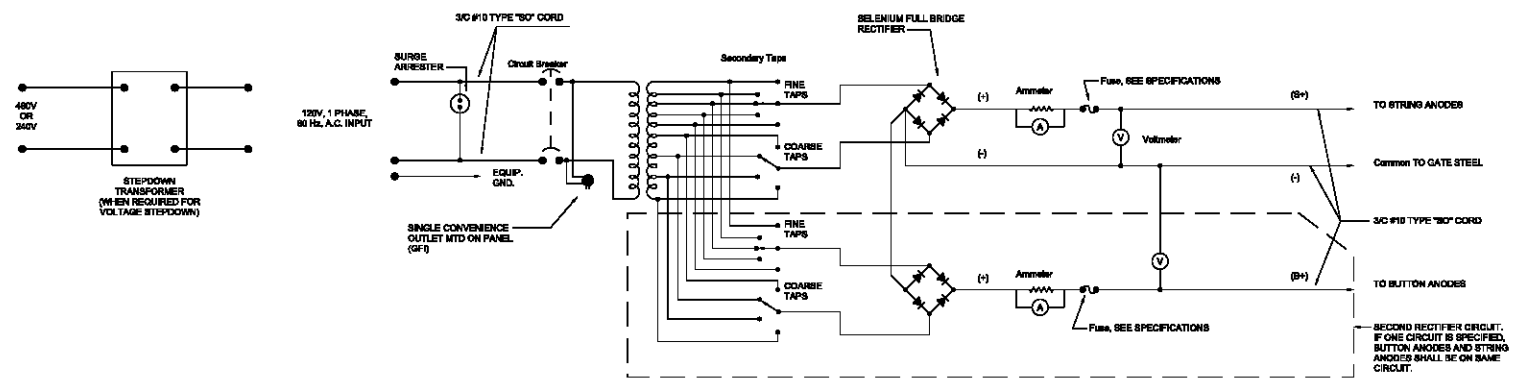 3/C #10 TYPE "SO" CORD
SELENIUM FULL BRIDGE
RECTIFIER
SURGE
ARRESTER
Circuit Breaker
Secondary Taps
FINE
TAPS
(+)
Ammeter
Fuse, SEE SPECIFICATIONS
(S+)
TO STRING ANODES
480V
OR
240V
120V, 1 PHASE,
60 Hz, A.C. INPUT
A
V
Voltmeter
COARSE
TAPS
(-)
Common TO GATE STEEL
(-)
EQUIP.
GND.
STEPDOWN
TRANSFORMER
(WHEN REQUIRED FOR
VOLTAGE STEPDOWN)
SINGLE CONVENIENCE
OUTLET MTD ON PANEL
(GFI)
3/C #10 TYPE "SO" CORD
FINE
TAPS
V
(+)
Ammeter
(B+)
COARSE
TAPS
TO BUTTON ANODES
A
Fuse, SEE SPECIFICATIONS
SECOND RECTIFIER CIRCUIT.
IF ONE CIRCUIT IS SPECIFIED,
BUTTON ANODES AND STRING
ANODES SHALL BE ON SAME
CIRCUIT.